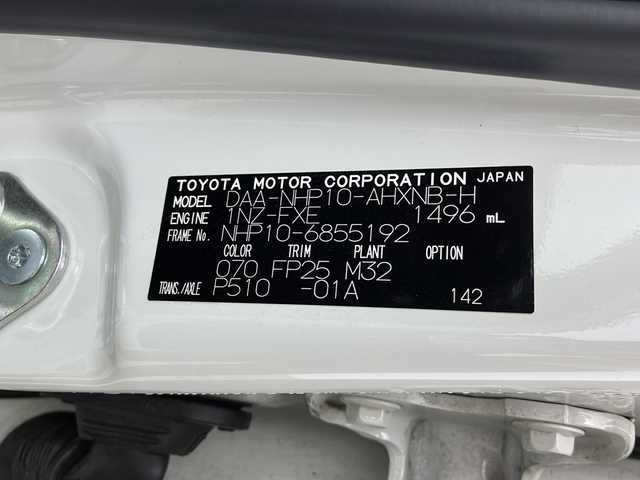 TOYOTA MOTOR CORPORATION JAPAN
MODEL DAA-NHP10-AHXNB-H
ENGINE 1NZ-FXE 1496 mL
FRAME No. NHP10-6855192
COLOR TRIM PLANT OPTION
070 FP25 M32
TRANS./AXLE P510 -01A 142